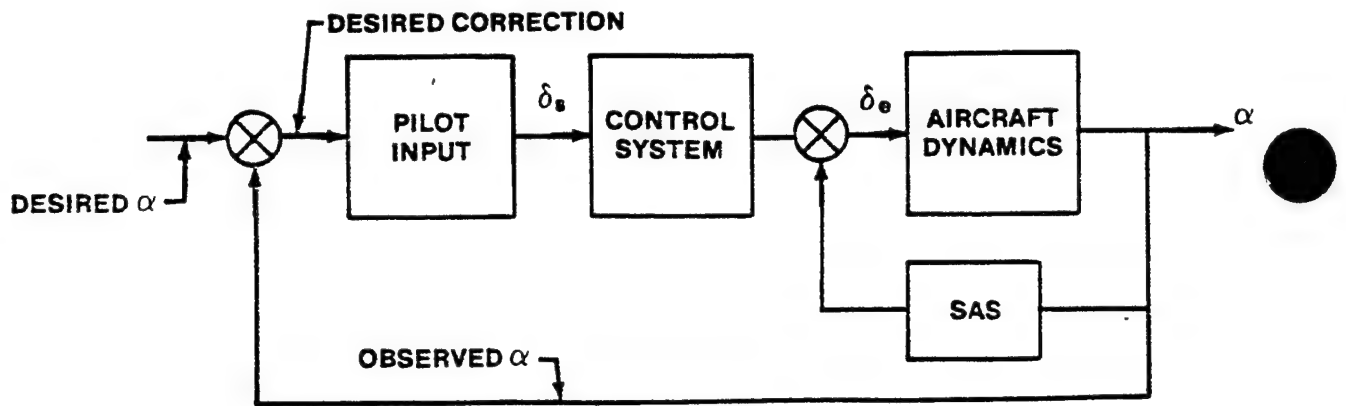 DESIRED CORRECTION
PILOT
INPUT
δs
CONTROL
SYSTEM
δe
AIRCRAFT
DYNAMICS
α
DESIRED α
SAS
OBSERVED α